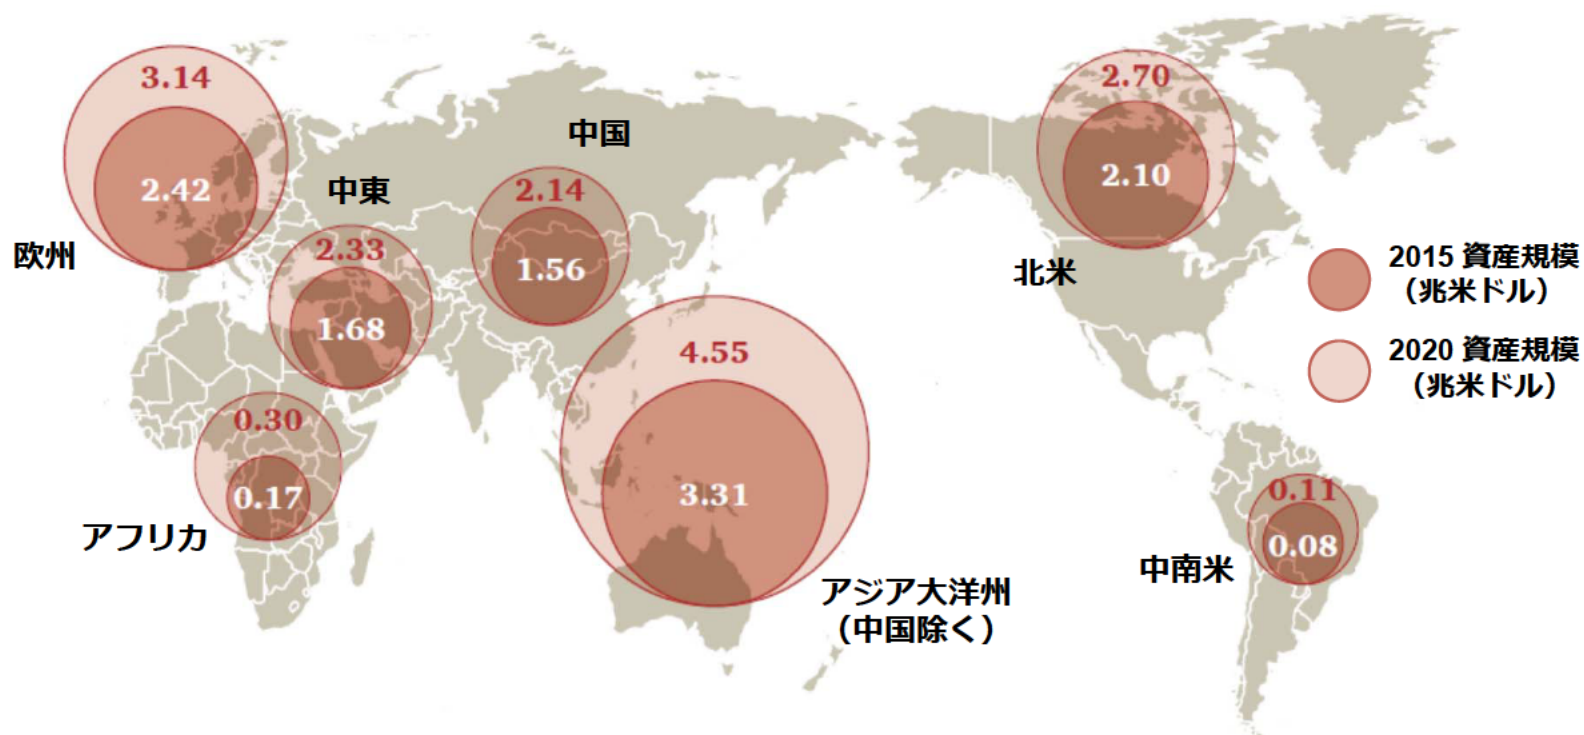 3.14
2.42
欧州
中東
2.33
1.68
中国
2.14
1.56
0.30
0.17
アフリカ
4.55
3.31
アジア大洋州
（中国除く）
2.70
2.10
北米
0.11
0.08
中南米
2015 資産規模
（兆米ドル）
2020 資産規模
（兆米ドル）